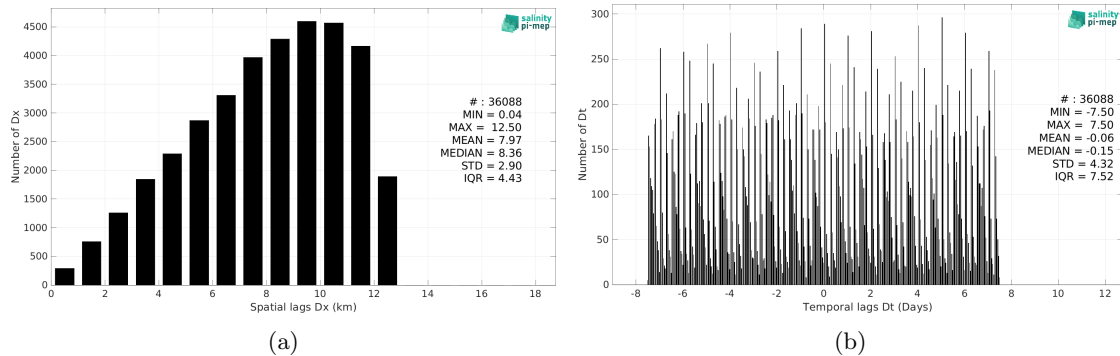 4500
4000
3500
3000
2500
2000
1500
1000
500
0
Number of Dx
0 2 4 6 8 10 12 14 16 18
Spatial lags Dx (km)
salinity
pi-mep
# : 36088
MIN = 0.04
MAX = 12.50
MEAN = 7.97
MEDIAN = 8.36
STD = 2.90
IQR = 4.43
(a)
300
250
200
150
100
50
0
Number of Dt
-8 -6 -4 -2 0 2 4 6 8 10 12
Temporal lags Dt (Days)
salinity
pi-mep
# : 36088
MIN = -7.50
MAX = 7.50
MEAN = -0.06
MEDIAN = -0.15
STD = 4.32
IQR = 7.52
(b)